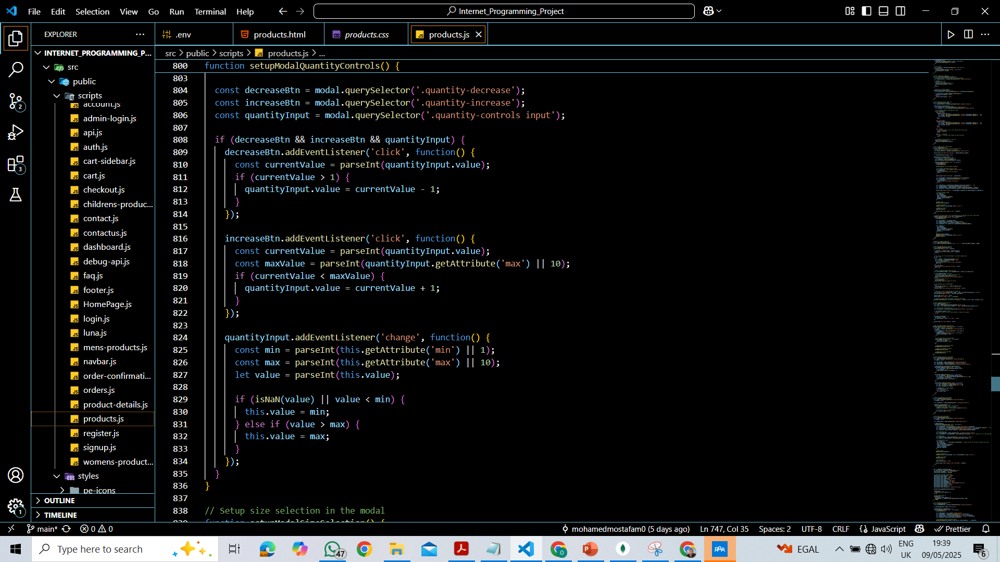 File Edit Selection View Go Run Terminal Help
Internet_Programming_Project
EXPLORER
.env
products.html
products.css
products.js
INTERNET_PROGRAMMING_P...
src > public > scripts > products.js > ...
src
public
scripts
account.js
admin-login.js
api.js
auth.js
cart-sidebar.js
cart.js
checkout.js
childrens-produc...
contact.js
contactus.js
dashboard.js
debug-api.js
faq.js
footer.js
HomePage.js
login.js
luna.js
mens-products.js
navbar.js
order-confirmati...
orders.js
product-details.js
products.js
register.js
signup.js
womens-product...
styles
pe-icons
OUTLINE
TIMELINE
2
3
1
800 function setupModalQuantityControls() {
803
804 const decreaseBtn = modal.querySelector('.quantity-decrease');
805 const increaseBtn = modal.querySelector('.quantity-increase');
806 const quantityInput = modal.querySelector('.quantity-controls input');
807
808 if (decreaseBtn && increaseBtn && quantityInput) {
809 decreaseBtn.addEventListener('click', function() {
810 const currentValue = parseInt(quantityInput.value);
811 if (currentValue > 1) {
812 quantityInput.value = currentValue - 1;
813 }
814 });
815
816 increaseBtn.addEventListener('click', function() {
817 const currentValue = parseInt(quantityInput.value);
818 const maxValue = parseInt(quantityInput.getAttribute('max') || 10);
819 if (currentValue < maxValue) {
820 quantityInput.value = currentValue + 1;
821 }
822 });
823
824 quantityInput.addEventListener('change', function() {
825 const min = parseInt(this.getAttribute('min') || 1);
826 const max = parseInt(this.getAttribute('max') || 10);
827 let value = parseInt(this.value);
828
829 if (isNaN(value) || value < min) {
830 this.value = min;
831 } else if (value > max) {
832 this.value = max;
833 }
834 });
835 }
836 }
837
838 // Setup size selection in the modal
839 function setupModalSizeSelection() {
main* 0 0
mohamedmostafam0 (5 days ago) Ln 747, Col 35 Spaces: 2 UTF-8 CRLF JavaScript Prettier
Type here to search
47
EGAL
ENG
UK
19:39
09/05/2025
6